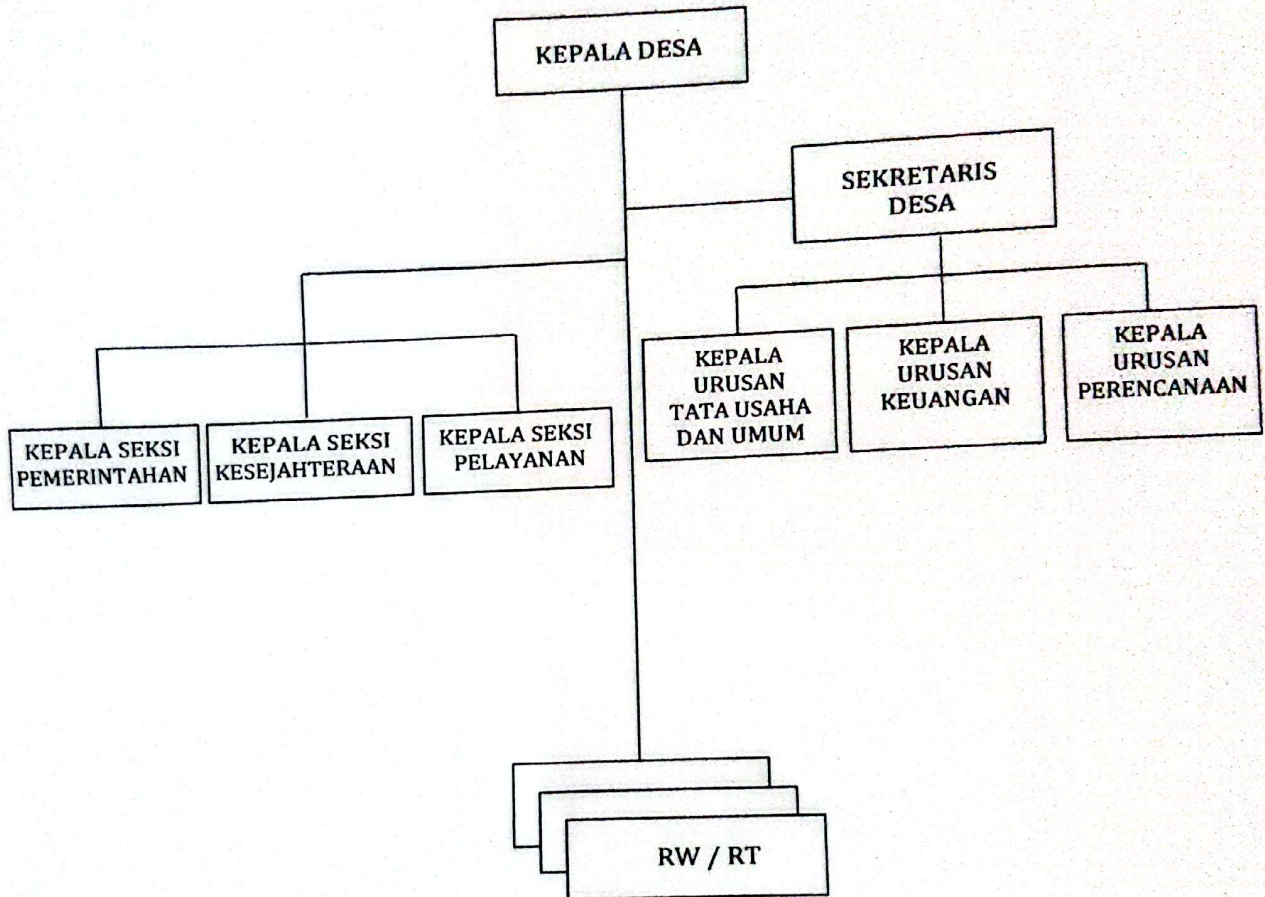 KEPALA DESA
SEKRETARIS
DESA
KEPALA
URUSAN
TATA USAHA
DAN UMUM
KEPALA
URUSAN
KEUANGAN
KEPALA
URUSAN
PERENCANAAN
KEPALA SEKSI
PEMERINTAHAN
KEPALA SEKSI
KESEJAHTERAAN
KEPALA SEKSI
PELAYANAN
RW / RT